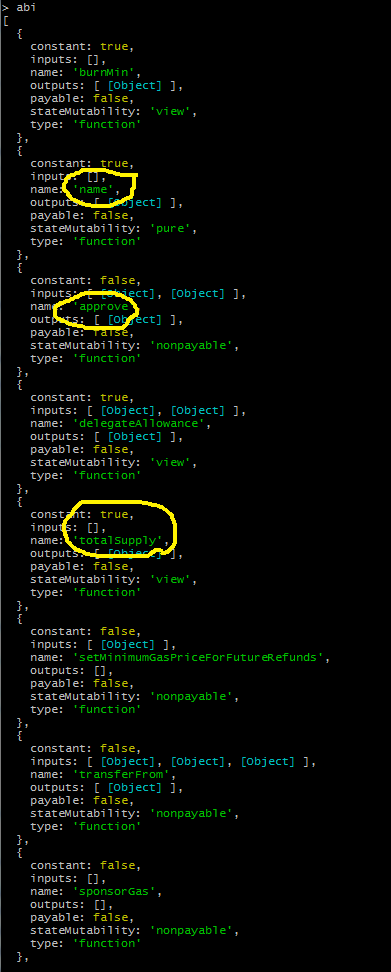 > abi
[
  {
    constant: true,
    inputs: [],
    name: 'burnMin',
    outputs: [ [Object] ],
    payable: false,
    stateMutability: 'view',
    type: 'function'
  },
  {
    constant: true,
    inputs: [],
    name: 'name',
    outputs: [ [Object] ],
    payable: false,
    stateMutability: 'pure',
    type: 'function'
  },
  {
    constant: false,
    inputs: [ [Object], [Object] ],
    name: 'approve'
    outputs: [ [Object] ],
    payable: false,
    stateMutability: 'nonpayable',
    type: 'function'
  },
  {
    constant: true,
    inputs: [ [Object], [Object] ],
    name: 'delegateAllowance',
    outputs: [ [Object] ],
    payable: false,
    stateMutability: 'view',
    type: 'function'
  },
  {
    constant: true,
    inputs: [],
    name: 'totalSupply',
    outputs: [ [Object] ],
    payable: false,
    stateMutability: 'view',
    type: 'function'
  },
  {
    constant: false,
    inputs: [ [Object] ],
    name: 'setMinimumGasPriceForFutureRefunds',
    outputs: [],
    payable: false,
    stateMutability: 'nonpayable',
    type: 'function'
  },
  {
    constant: false,
    inputs: [ [Object], [Object], [Object] ],
    name: 'transferFrom',
    outputs: [ [Object] ],
    payable: false,
    stateMutability: 'nonpayable',
    type: 'function'
  },
  {
    constant: false,
    inputs: [],
    name: 'sponsorGas',
    outputs: [],
    payable: false,
    stateMutability: 'nonpayable',
    type: 'function'
  },